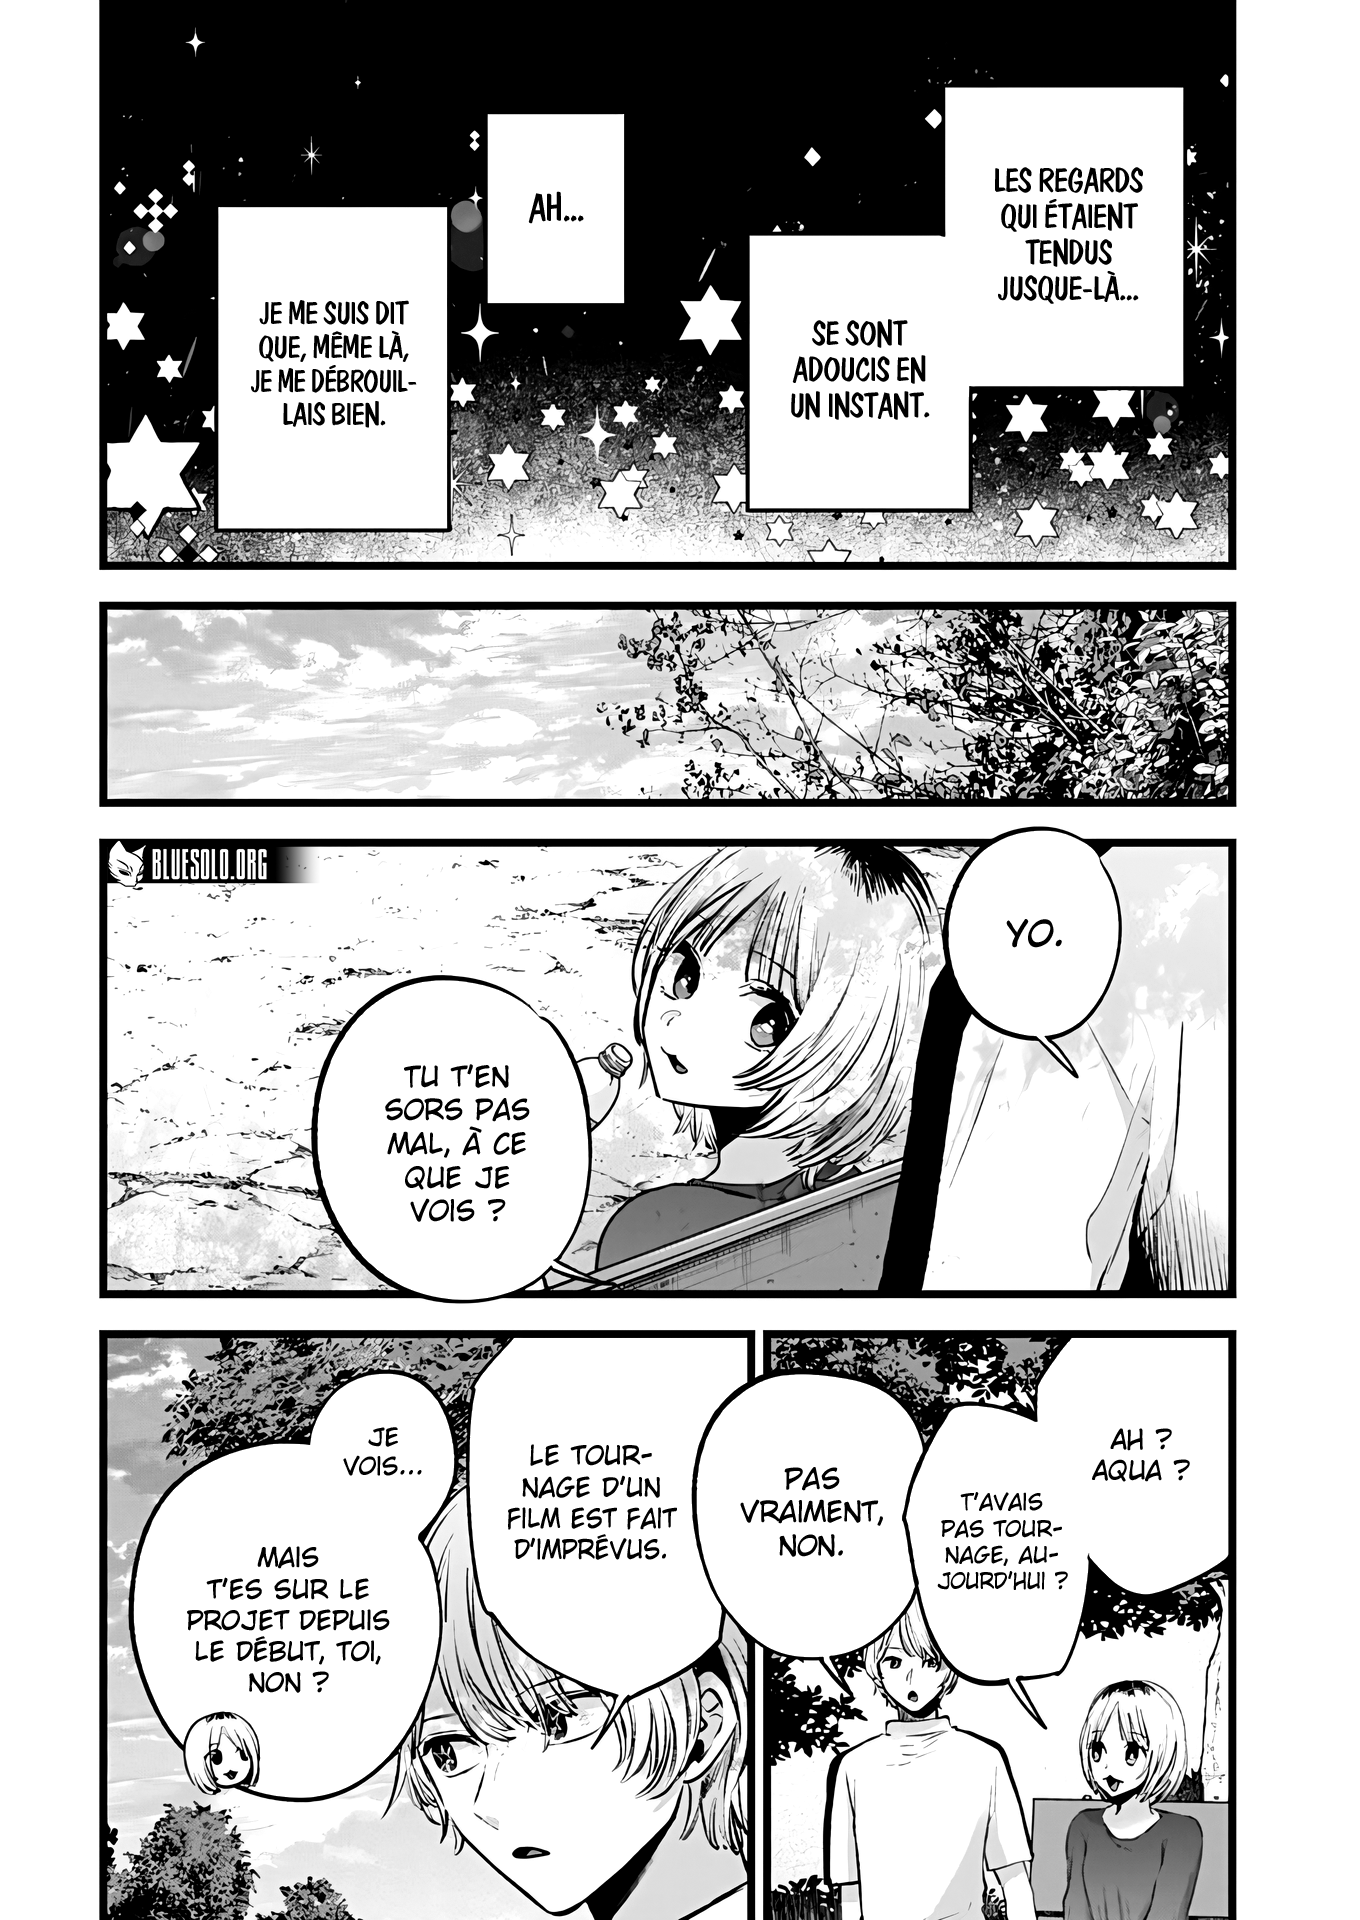 LES REGARDS
QUI ÉTAIENT
TENDUS
JUSQUE-LÀ...
SE SONT
ADOUCIS EN
UN INSTANT.
AH...
JE ME SUIS DIT
QUE, MÊME LÀ,
JE ME DÉBROUIL-
LAIS BIEN.
BLUESOLO.ORG
YO.
TU T'EN
SORS PAS
MAL, À CE
QUE JE
VOIS ?
AH ?
AQUA ?
T'AVAIS
PAS TOUR-
NAGE, AU-
JOURD'HUI ?
PAS
VRAIMENT,
NON.
LE TOUR-
NAGE D'UN
FILM EST FAIT
D'IMPRÉVUS.
JE
VOIS...
MAIS
T'ES SUR LE
PROJET DEPUIS
LE DÉBUT, TOI,
NON ?